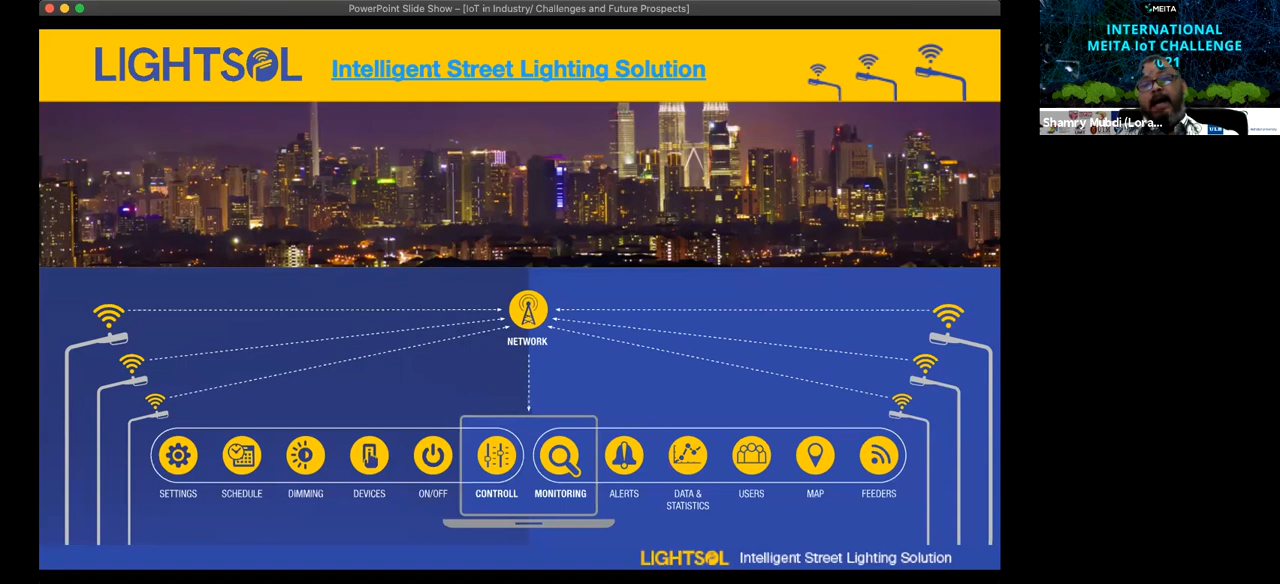 PowerPoint Slide Show – [IoT in Industry/ Challenges and Future Prospects]
LIGHTSOL
Intelligent Street Lighting Solution
NETWORK
SETTINGS
SCHEDULE
DIMMING
DEVICES
ON/OFF
CONTROLL
MONITORING
ALERTS
DATA &
STATISTICS
USERS
MAP
FEEDERS
LIGHTSOL Intelligent Street Lighting Solution
MEITA
INTERNATIONAL
MEITA IoT CHALLENGE
Shamry Mubdi (Lora...